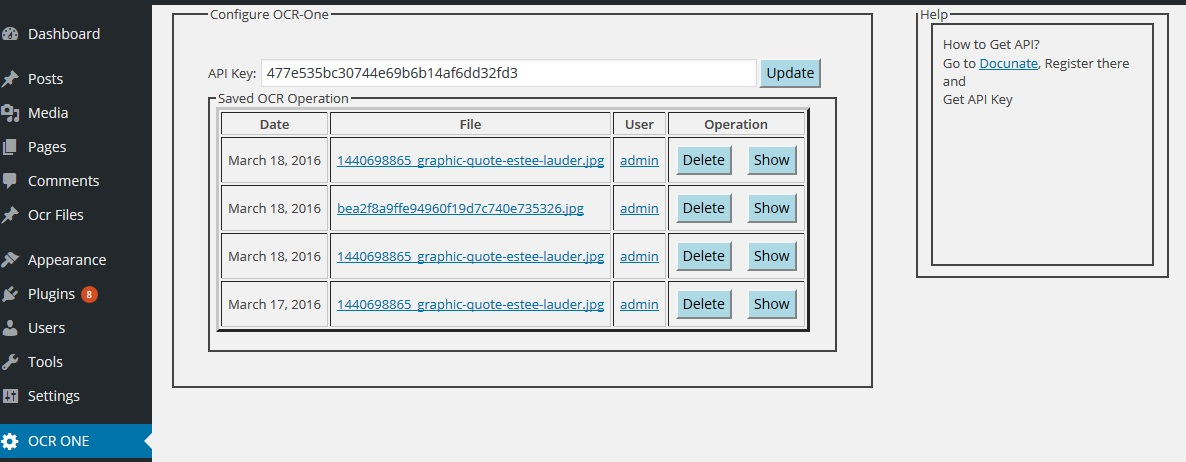 Dashboard
Posts
Media
Pages
Comments
Ocr Files
Appearance
Plugins 8
Users
Tools
Settings
OCR ONE
Configure OCR-One
API Key: 477e535bc30744e69b6b14af6dd32fd3 Update
Saved OCR Operation
Date File User Operation
March 18, 2016 1440698865_graphic-quote-estee-lauder.jpg admin Delete Show
March 18, 2016 bea2f8a9ffe94960f19d7c740e735326.jpg admin Delete Show
March 18, 2016 1440698865_graphic-quote-estee-lauder.jpg admin Delete Show
March 17, 2016 1440698865_graphic-quote-estee-lauder.jpg admin Delete Show
Help
How to Get API?
Go to Docunate, Register there
and
Get API Key